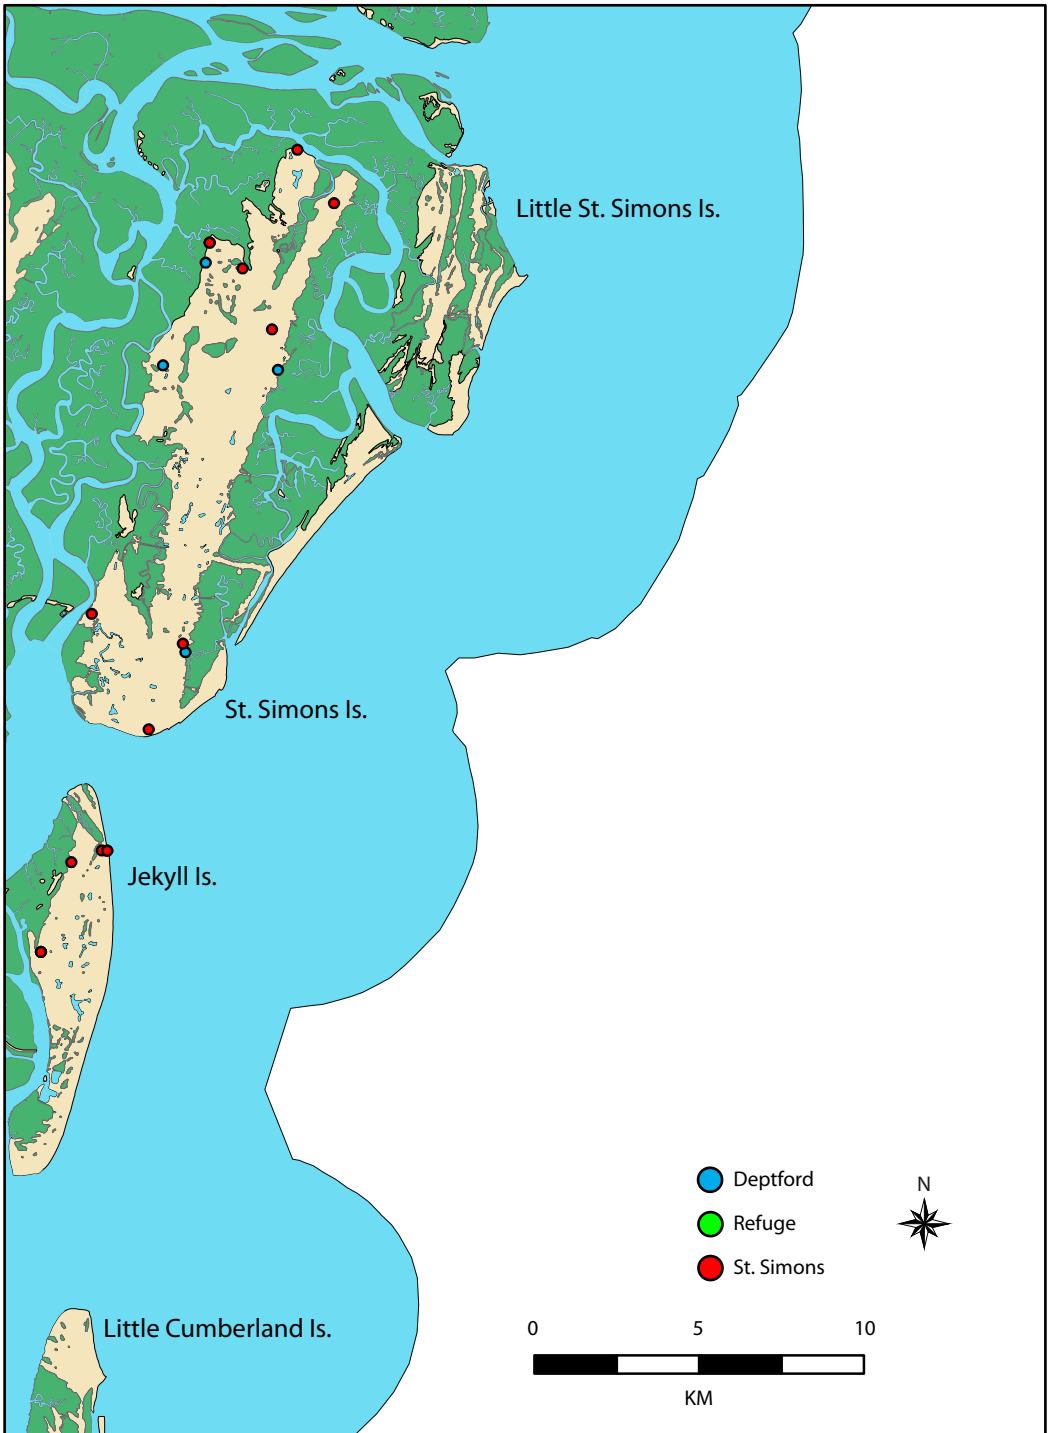 Little St. Simons Is.
St. Simons Is.
Jekyll Is.
Deptford
N
Refuge
St. Simons
Little Cumberland Is.
0 5 10
KM